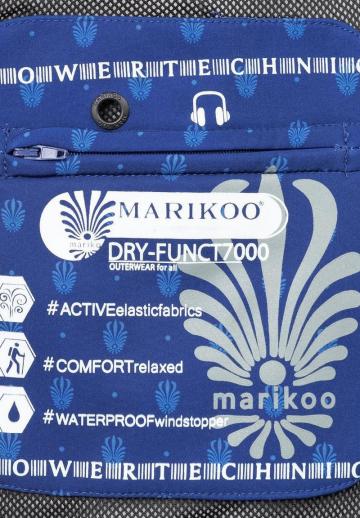 OWERTECHNIC
MARIKOO®
marikoo
DRY-FUNCT7000
OUTERWEAR for all
#ACTIVEelasticfabrics
#COMFORTrelaxed
marikoo
#WATERPROOFwindstopper
OWERTECHNIC